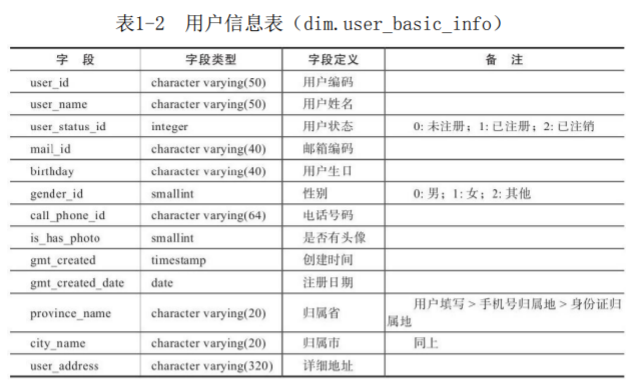 表1-2 用户信息表（dim.user_basic_info）
字 段 字段类型 字段定义 备 注
user_id character varying(50) 用户编码
user_name character varying(50) 用户姓名
user_status_id integer 用户状态 0: 未注册；1: 已注册；2: 已注销
mail_id character varying(40) 邮箱编码
birthday character varying(40) 用户生日
gender_id smallint 性别 0: 男；1: 女；2: 其他
call_phone_id character varying(64) 电话号码
is_has_photo smallint 是否有头像
gmt_created timestamp 创建时间
gmt_created_date date 注册日期
province_name character varying(20) 归属省 用户填写 > 手机号归属地 > 身份证归
属地
city_name character varying(20) 归属市 同上
user_address character varying(320) 详细地址